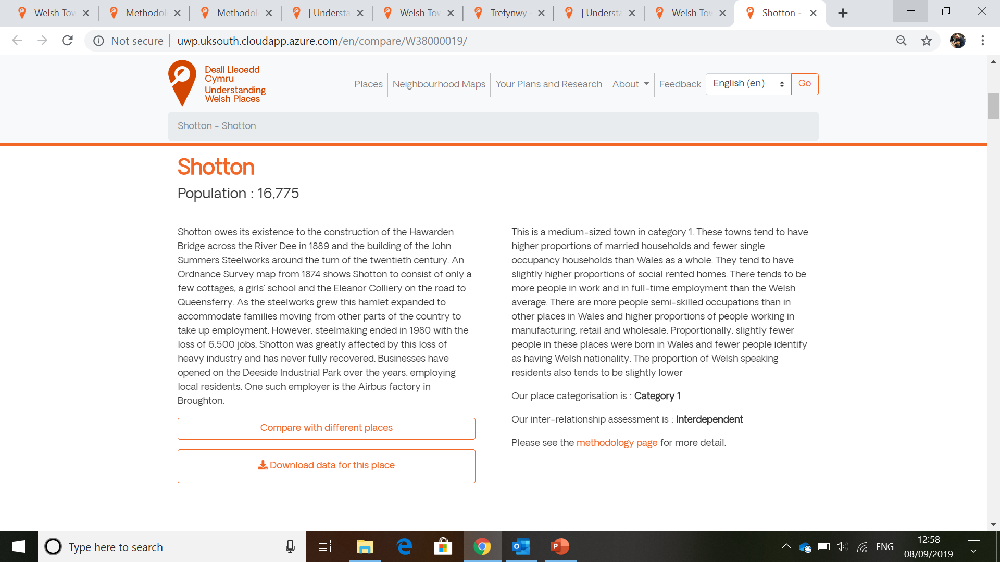 Welsh Tow
Methodol
Methodol
| Understa
Welsh Tow
Trefynwy
| Understa
Welsh Tow
Shotton -
Not secure
uwp.uksouth.cloudapp.azure.com/en/compare/W38000019/
Deall Lleoedd
Cymru
Understanding
Welsh Places
Places
Neighbourhood Maps
Your Plans and Research
About
Feedback
English (en)
Go
Shotton - Shotton
Shotton
Population : 16,775
Shotton owes its existence to the construction of the Hawarden
Bridge across the River Dee in 1889 and the building of the John
Summers Steelworks around the turn of the twentieth century. An
Ordnance Survey map from 1874 shows Shotton to consist of only a
few cottages, a girls' school and the Eleanor Colliery on the road to
Queensferry. As the steelworks grew this hamlet expanded to
accommodate families moving from other parts of the country to
take up employment. However, steelmaking ended in 1980 with the
loss of 6,500 jobs. Shotton was greatly affected by this loss of
heavy industry and has never fully recovered. Businesses have
opened on the Deeside Industrial Park over the years, employing
local residents. One such employer is the Airbus factory in
Broughton.
Compare with different places
Download data for this place
This is a medium-sized town in category 1. These towns tend to have
higher proportions of married households and fewer single
occupancy households than Wales as a whole. They tend to have
slightly higher proportions of social rented homes. There tends to be
more people in work and in full-time employment than the Welsh
average. There are more people semi-skilled occupations than in
other places in Wales and higher proportions of people working in
manufacturing, retail and wholesale. Proportionally, slightly fewer
people in these places were born in Wales and fewer people identify
as having Welsh nationality. The proportion of Welsh speaking
residents also tends to be slightly lower
Our place categorisation is : Category 1
Our inter-relationship assessment is : Interdependent
Please see the methodology page for more detail.
Type here to search
ENG
12:58
08/09/2019